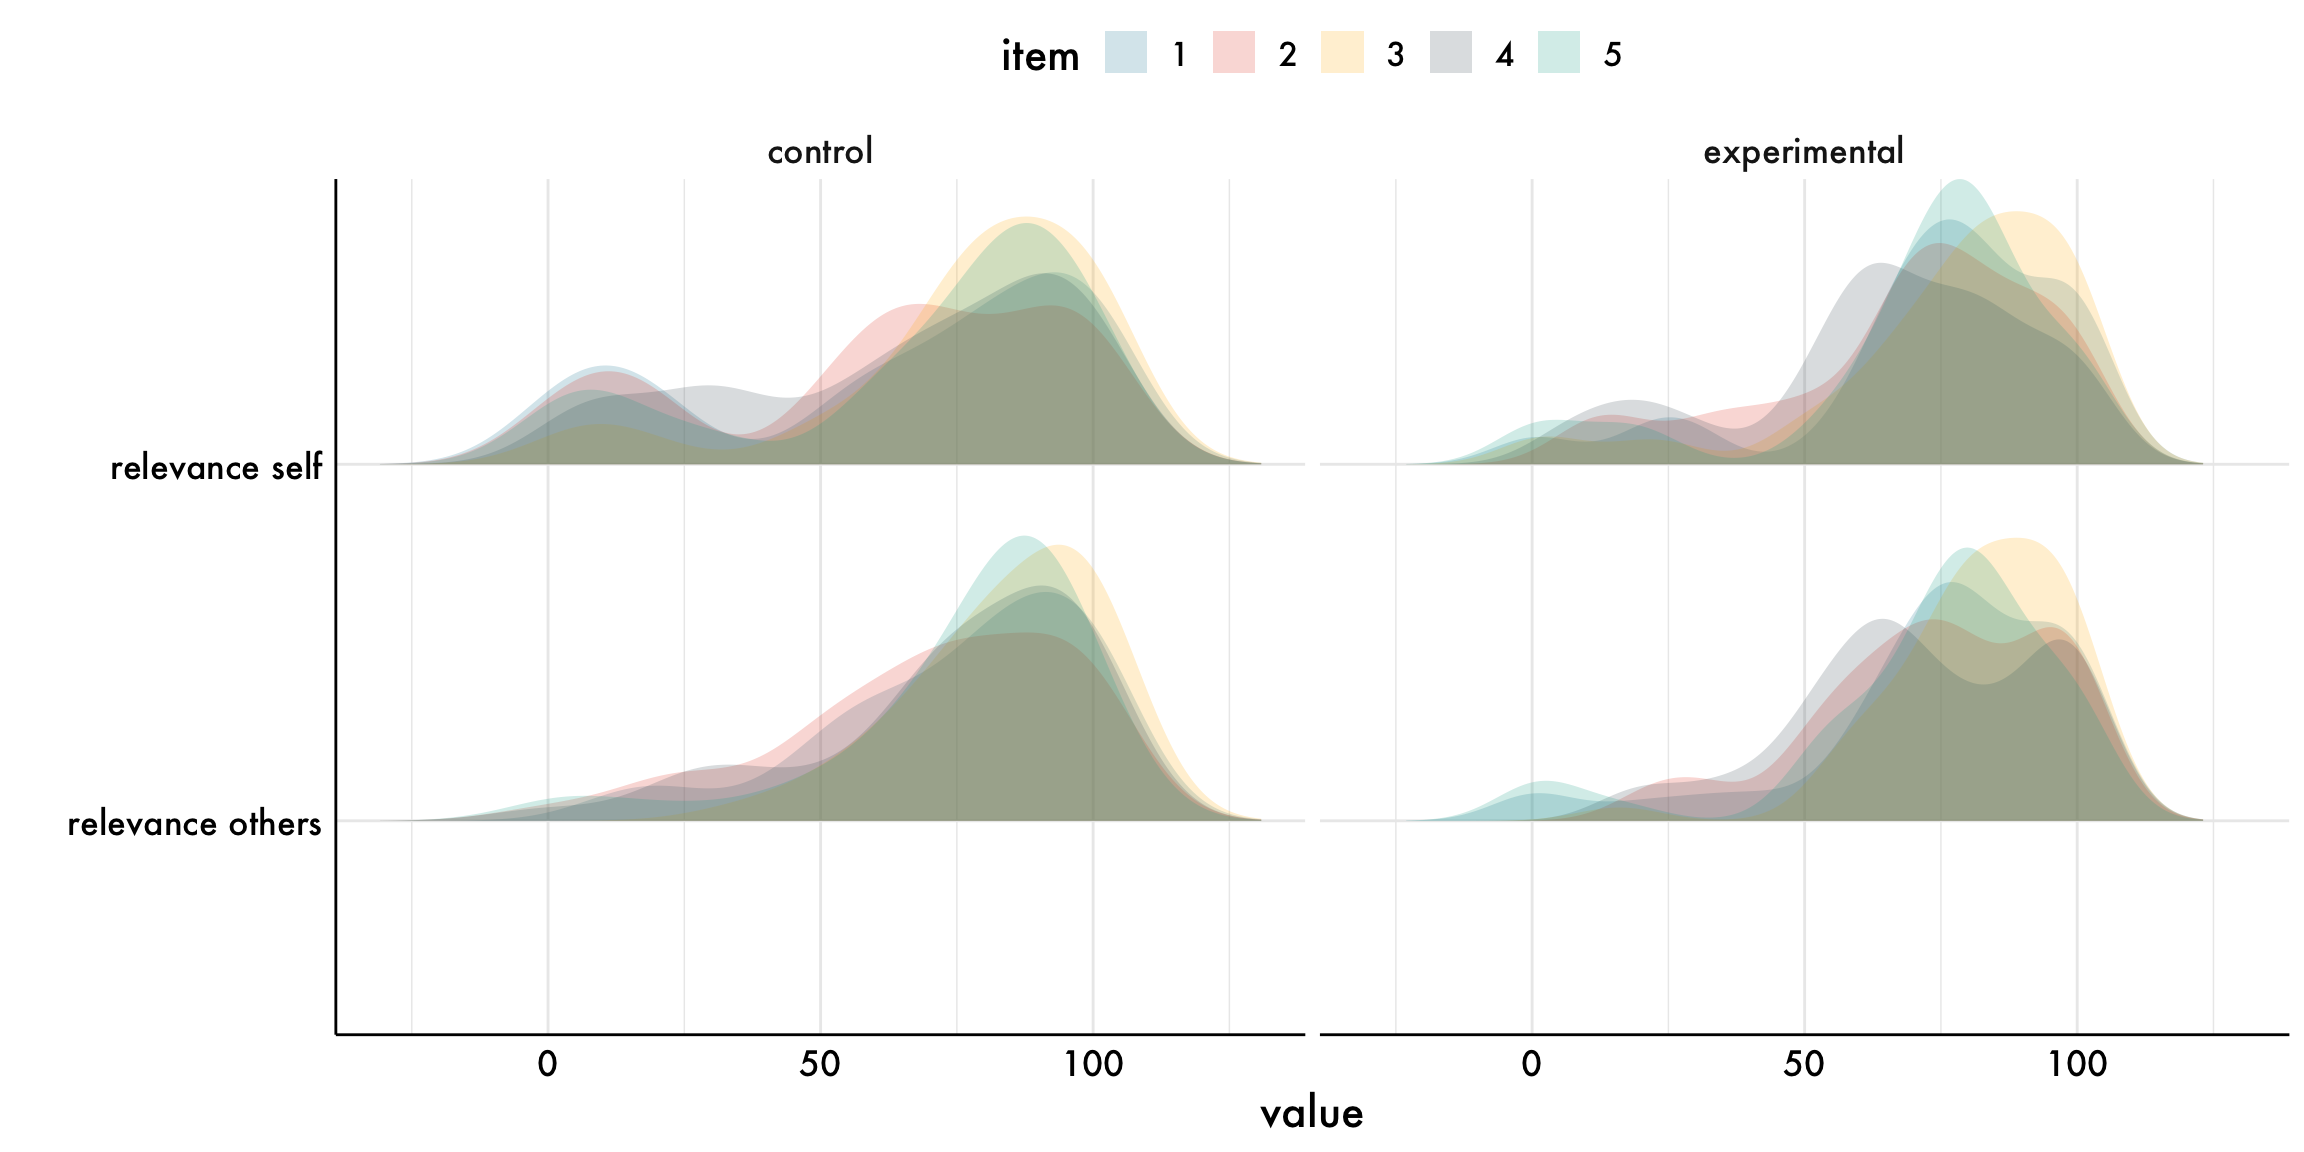 item 1 2 3 4 5
control experimental
relevance self
relevance others
0 50 100 0 50 100
value